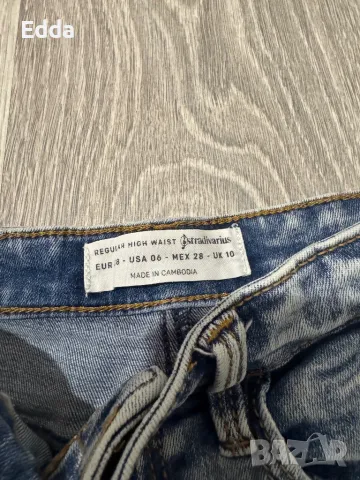 Edda
REGULAR HIGH WAIST stradivarius
EUR 38 - USA 06 - MEX 28 - UK 10
MADE IN CAMBODIA
BAZAR